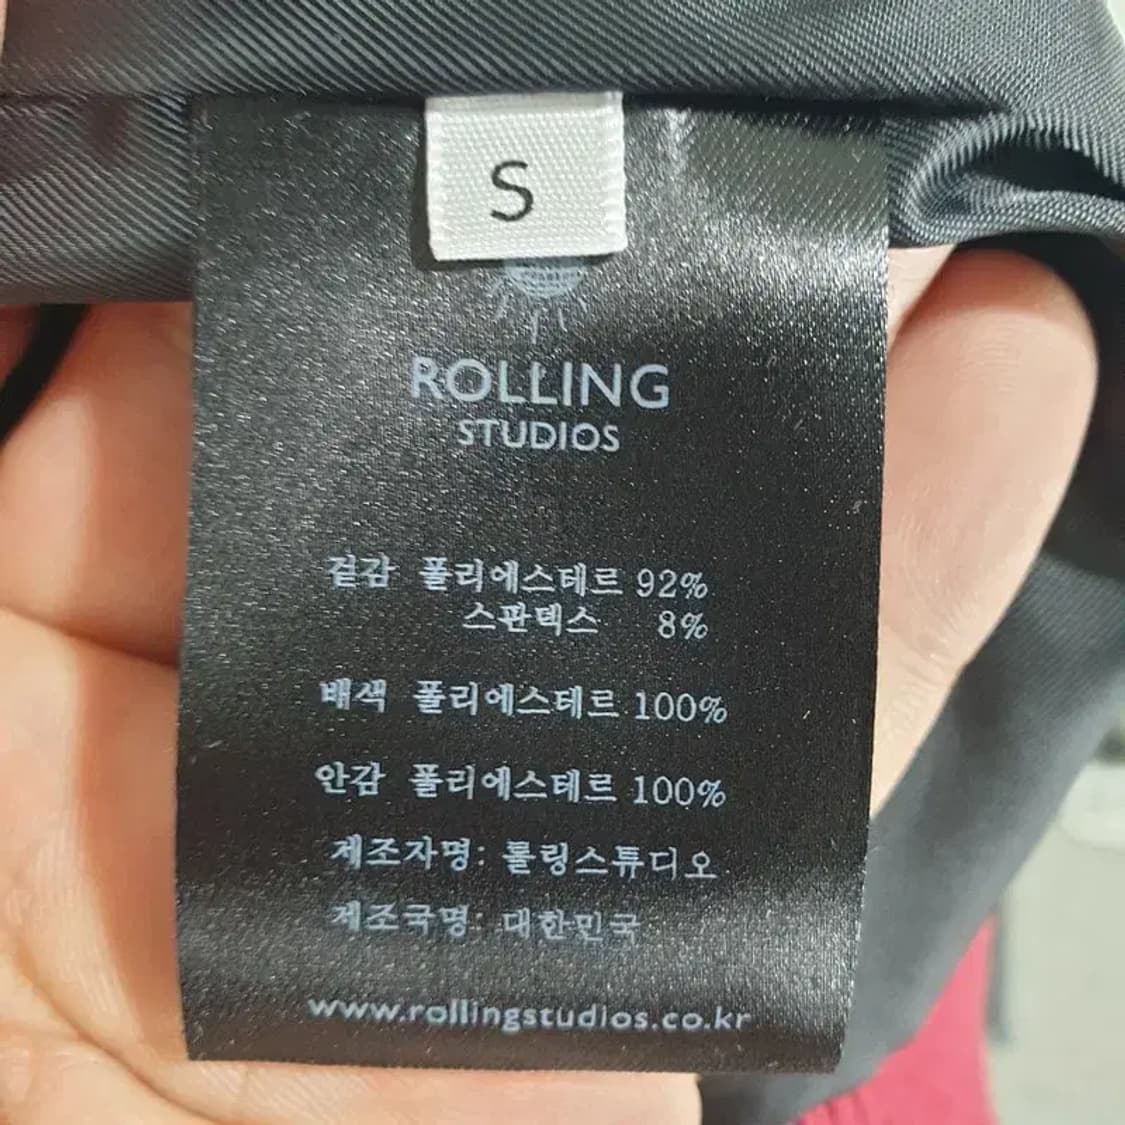 S
ROLLING
STUDIOS
겉감 폴리에스테르 92%
스판덱스 8%
배색 폴리에스테르 100%
안감 폴리에스테르 100%
제조자명: 롤링스튜디오
제조국명: 대한민국
www.rollingstudios.co.kr